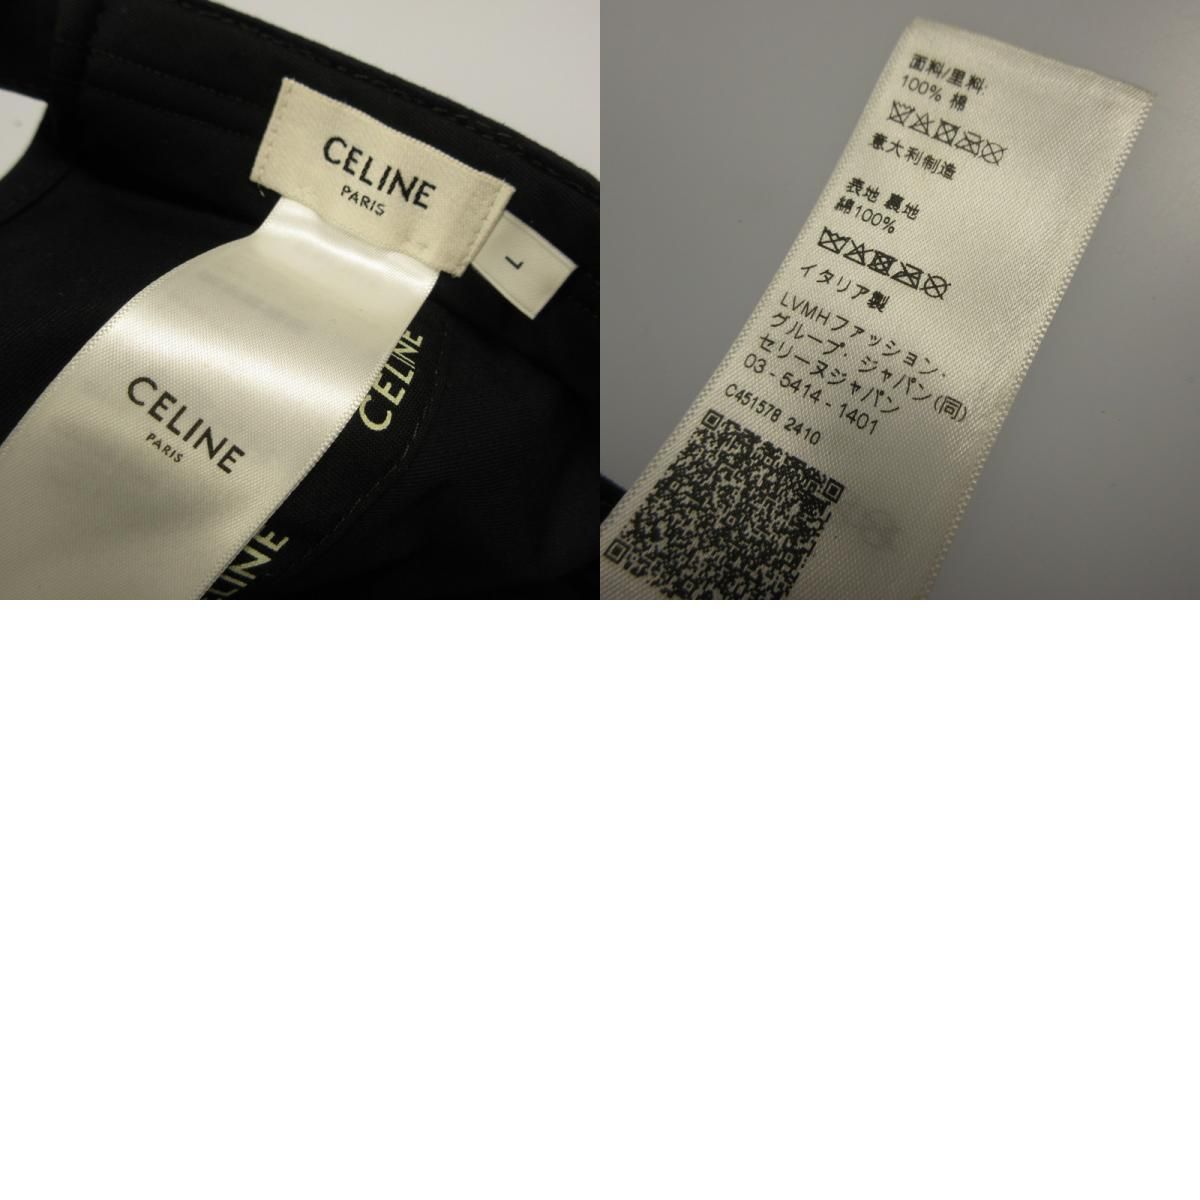 CELINE
PARIS
L
CELINE
PARIS
CELINE
LINE
面料/里料:
100% 棉
意大利制造
表地 裏地
綿100%
イタリア製
LVMHファッション・
グループ・ジャパン(同)
セリーヌジャパン
03-5414-1401
C451578 2410